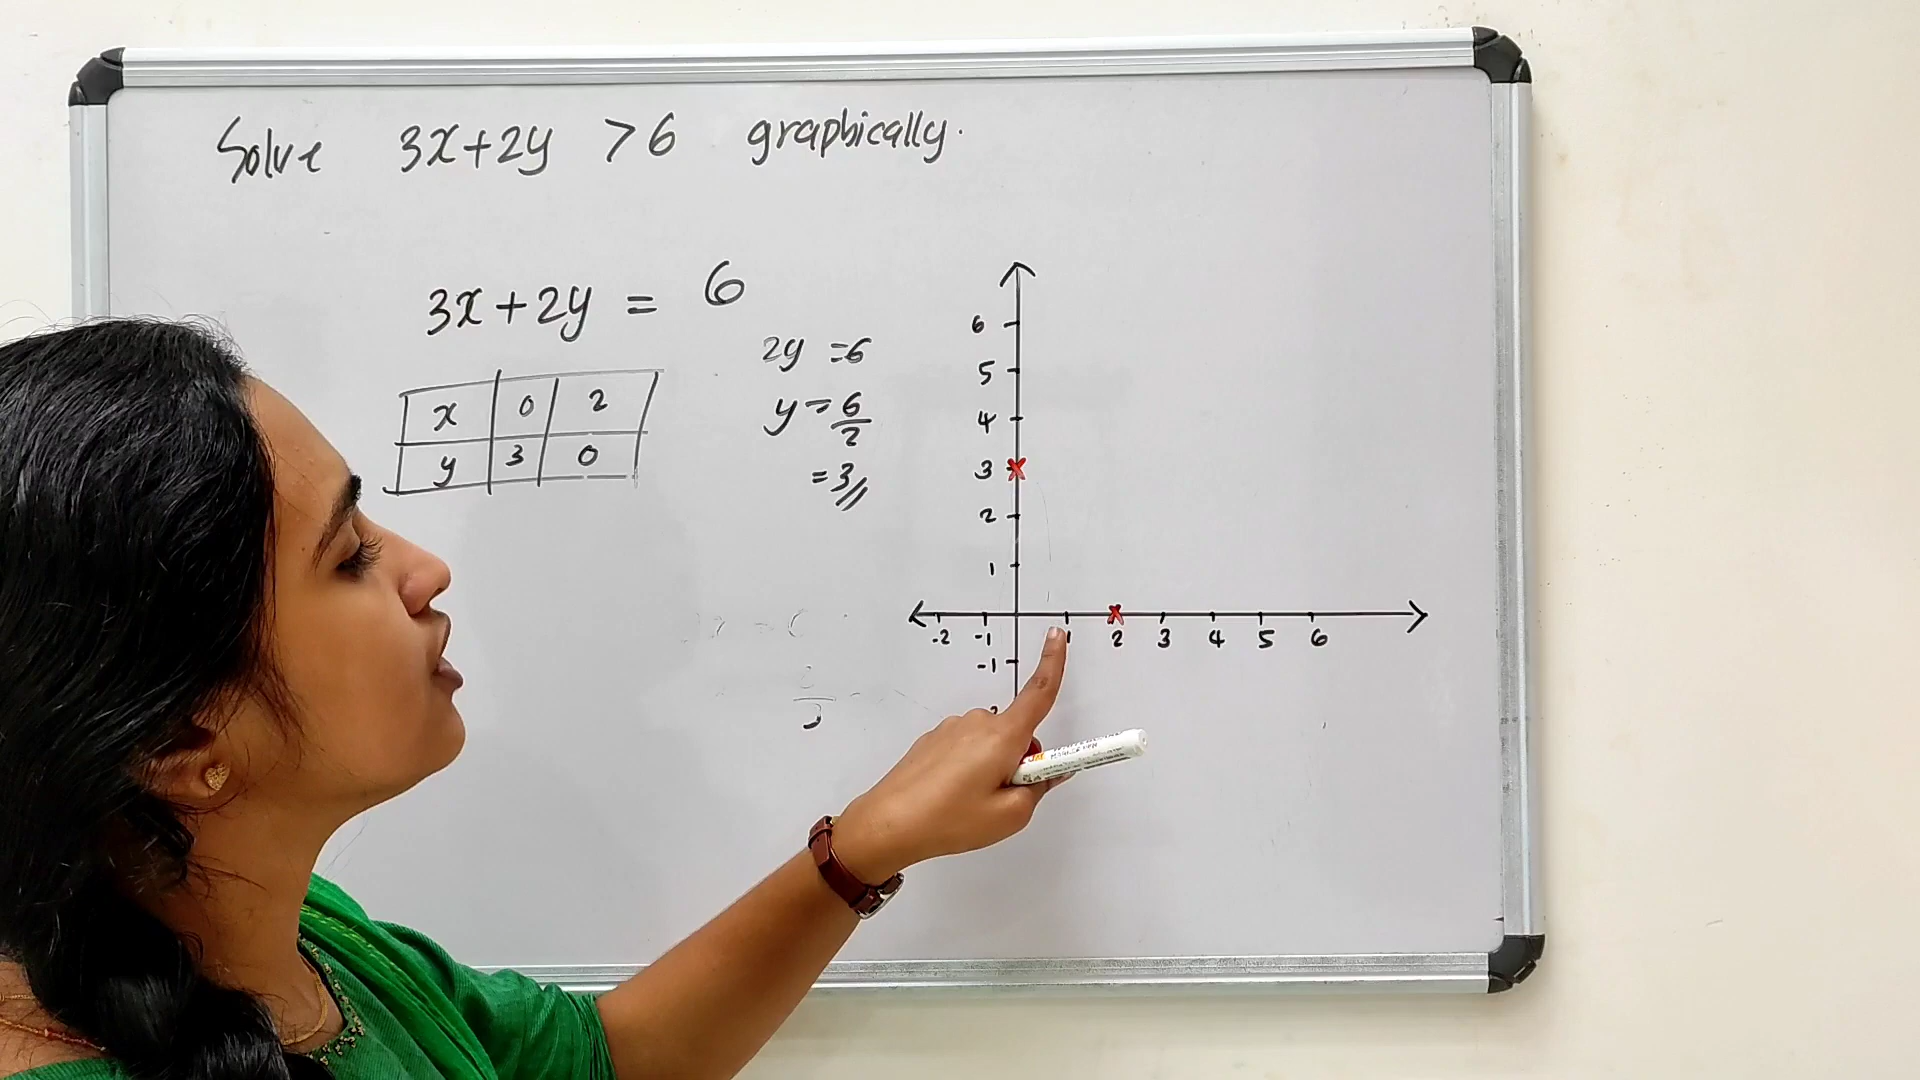 Solve 3x+2y >6 graphically.
3x+2y = 6
x 0 2
y 3 0
2y =6
y = 6/2
=3//
6
5
4
3
2
1
-2 -1 1 2 3 4 5 6
-1